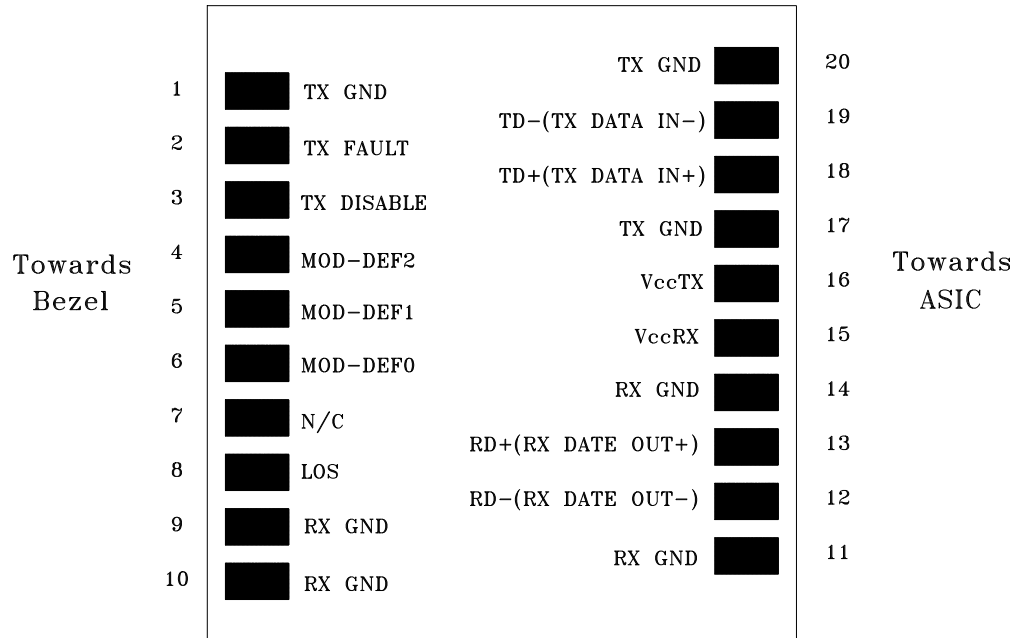 1 TX GND
2 TX FAULT
3 TX DISABLE
4 MOD-DEF2
5 MOD-DEF1
6 MOD-DEF0
7 N/C
8 LOS
9 RX GND
10 RX GND
Towards
Bezel
TX GND 20
TD-(TX DATA IN-) 19
TD+(TX DATA IN+) 18
TX GND 17
VccTX 16
VccRX 15
RX GND 14
RD+(RX DATE OUT+) 13
RD-(RX DATE OUT-) 12
RX GND 11
Towards
ASIC